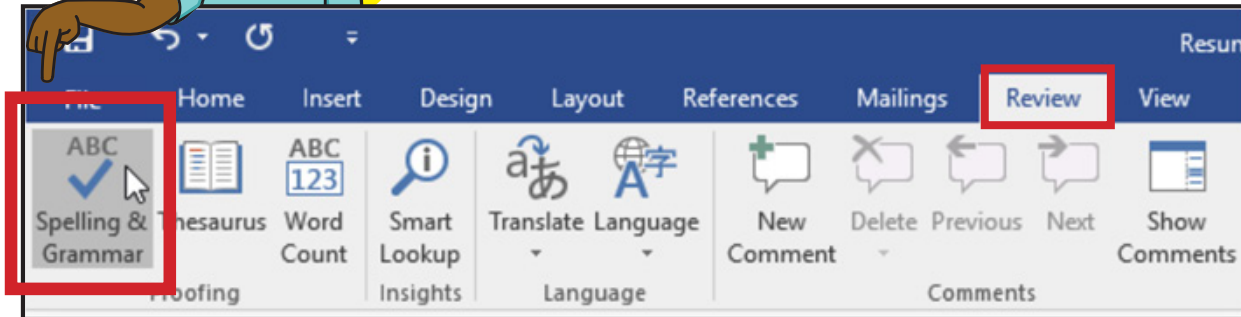 Resum
File Home Insert Design Layout References Mailings Review View
ABC ABC
123
Spelling & Thesaurus Word Smart Translate Language New Delete Previous Next Show
Grammar Count Lookup Comment Comments
Proofing Insights Language Comments